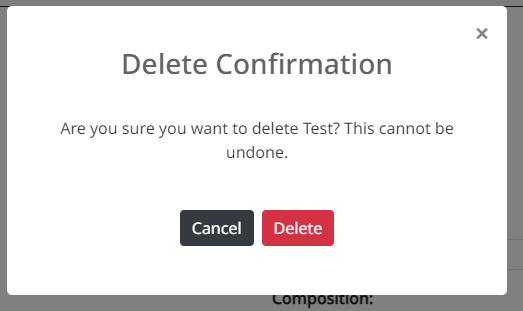 ×
Delete Confirmation
Are you sure you want to delete Test? This cannot be
undone.
Cancel Delete
Composition: